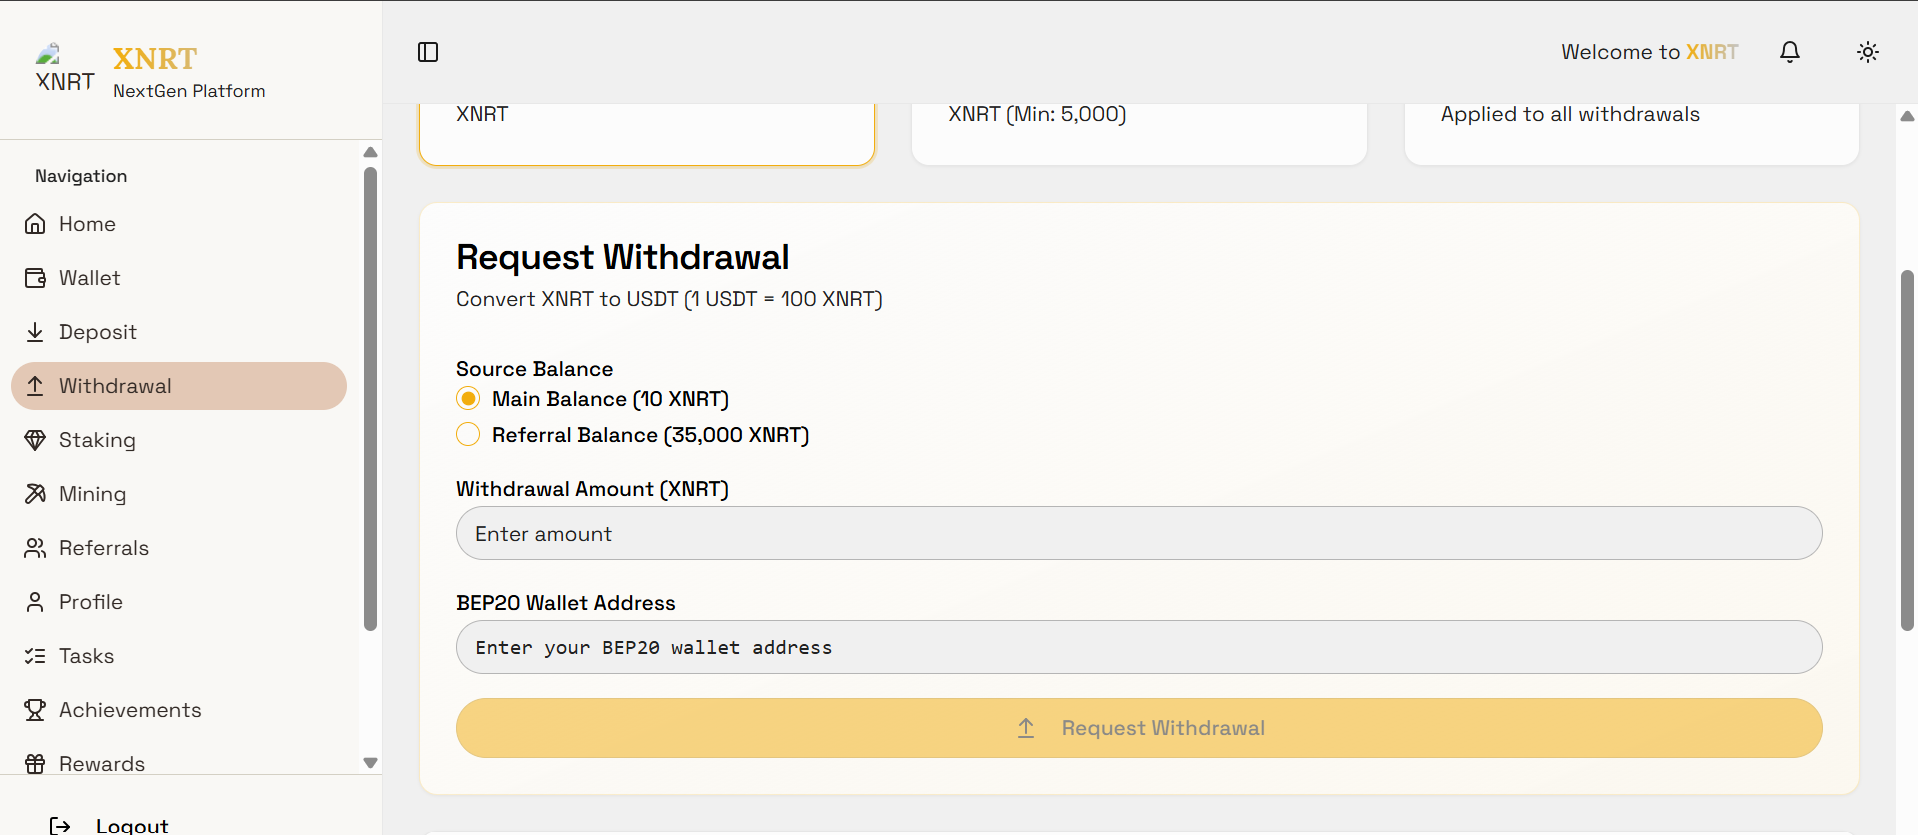 XNRT
XNRT
NextGen Platform
Welcome to XNRT
Navigation
Home
Wallet
Deposit
Withdrawal
Staking
Mining
Referrals
Profile
Tasks
Achievements
Rewards
Logout
XNRT
XNRT (Min: 5,000)
Applied to all withdrawals
Request Withdrawal
Convert XNRT to USDT (1 USDT = 100 XNRT)
Source Balance
Main Balance (10 XNRT)
Referral Balance (35,000 XNRT)
Withdrawal Amount (XNRT)
Enter amount
BEP20 Wallet Address
Enter your BEP20 wallet address
Request Withdrawal